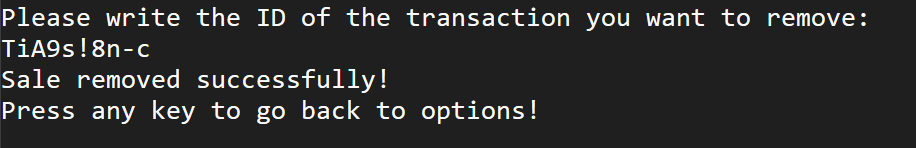 Please write the ID of the transaction you want to remove:
TiA9s!8n-c
Sale removed successfully!
Press any key to go back to options!